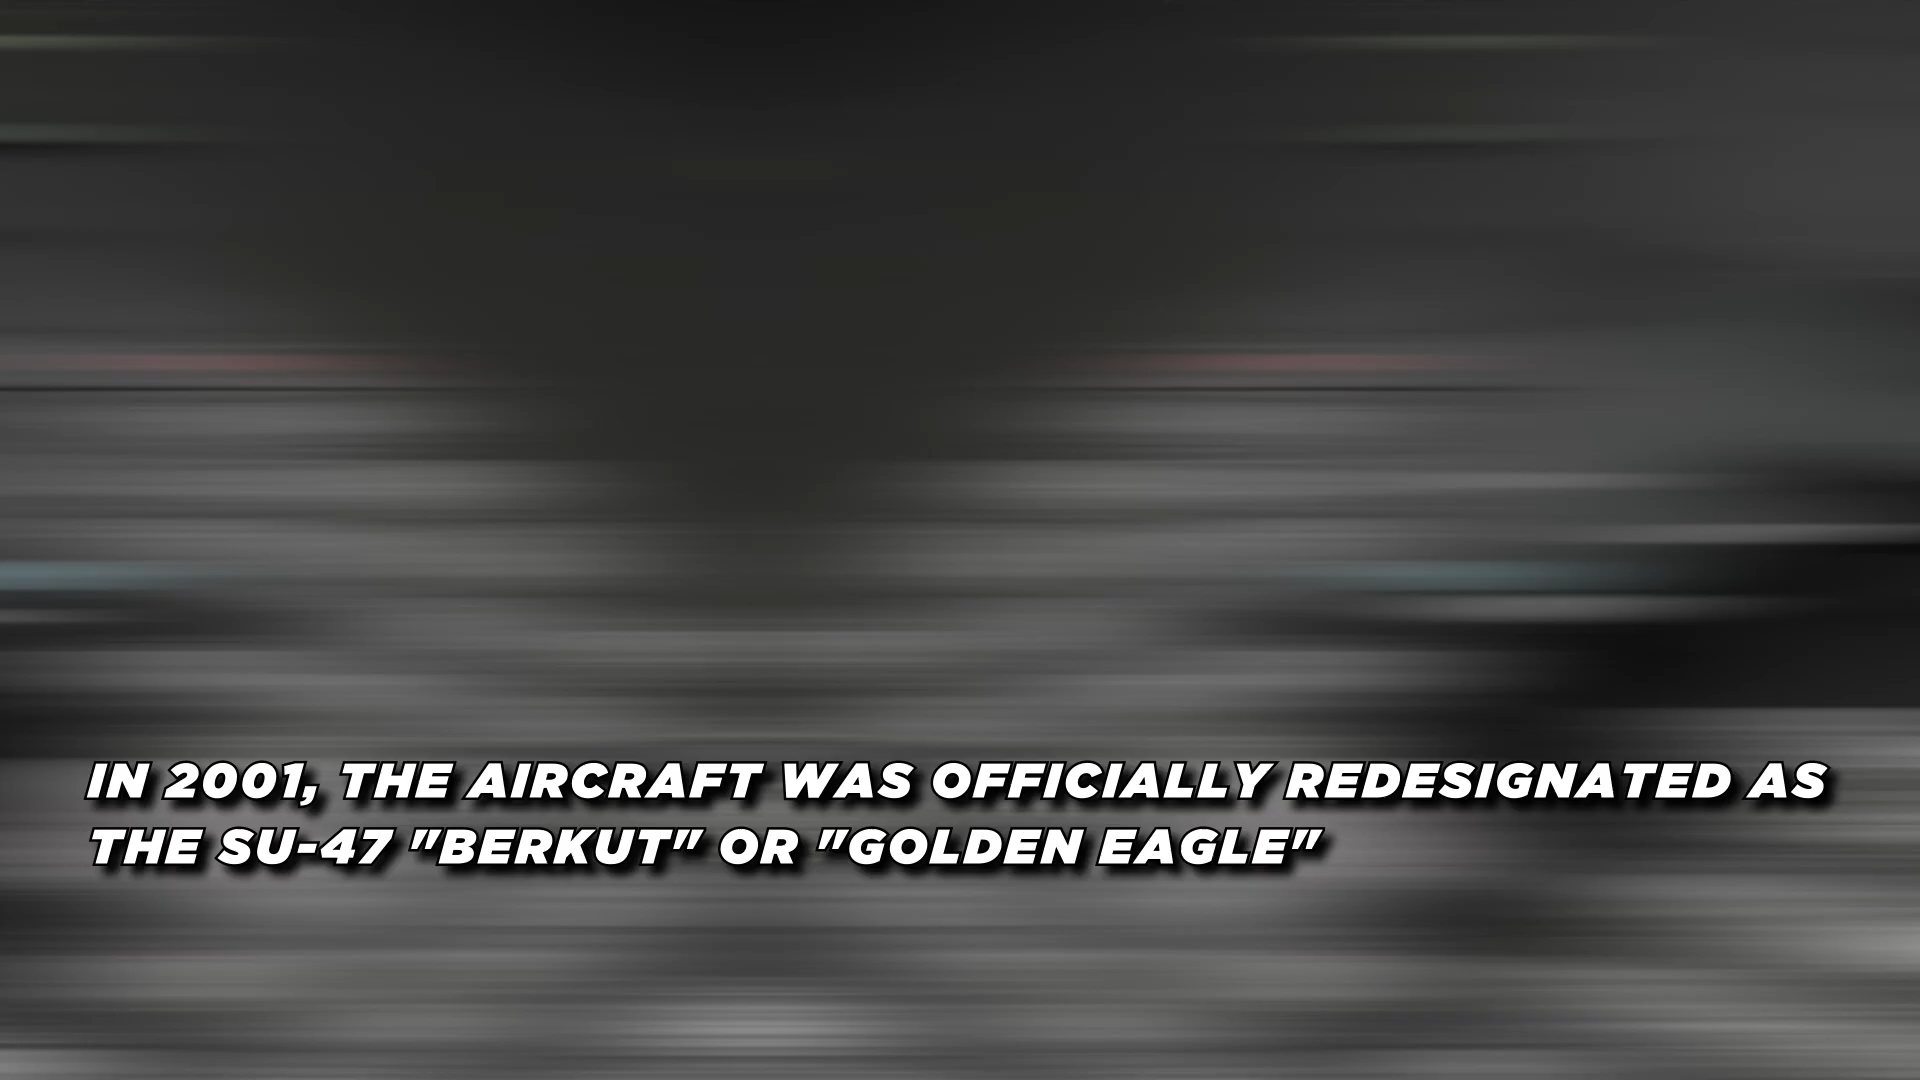 IN 2001, THE AIRCRAFT WAS OFFICIALLY REDESIGNATED AS
THE SU-47 "BERKUT" OR "GOLDEN EAGLE"